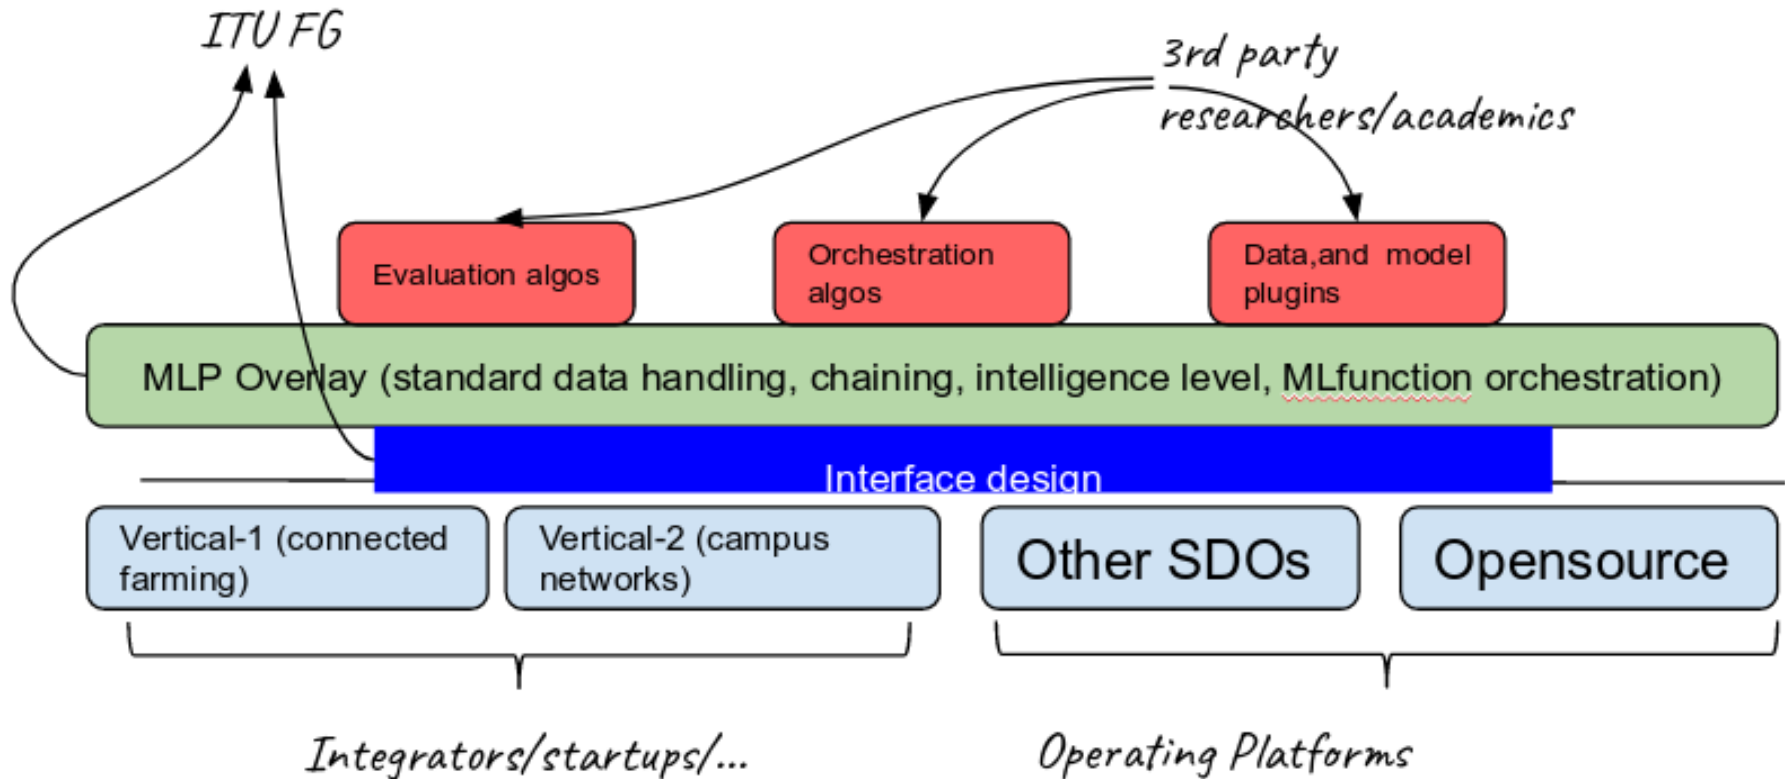 ITU FG
3rd party
researchers/academics
Evaluation algos
Orchestration
algos
Data,and model
plugins
MLP Overlay (standard data handling, chaining, intelligence level, MLfunction orchestration)
Interface design
Vertical-1 (connected
farming)
Vertical-2 (campus
networks)
Other SDOs
Opensource
Integrators/startups/...
Operating Platforms